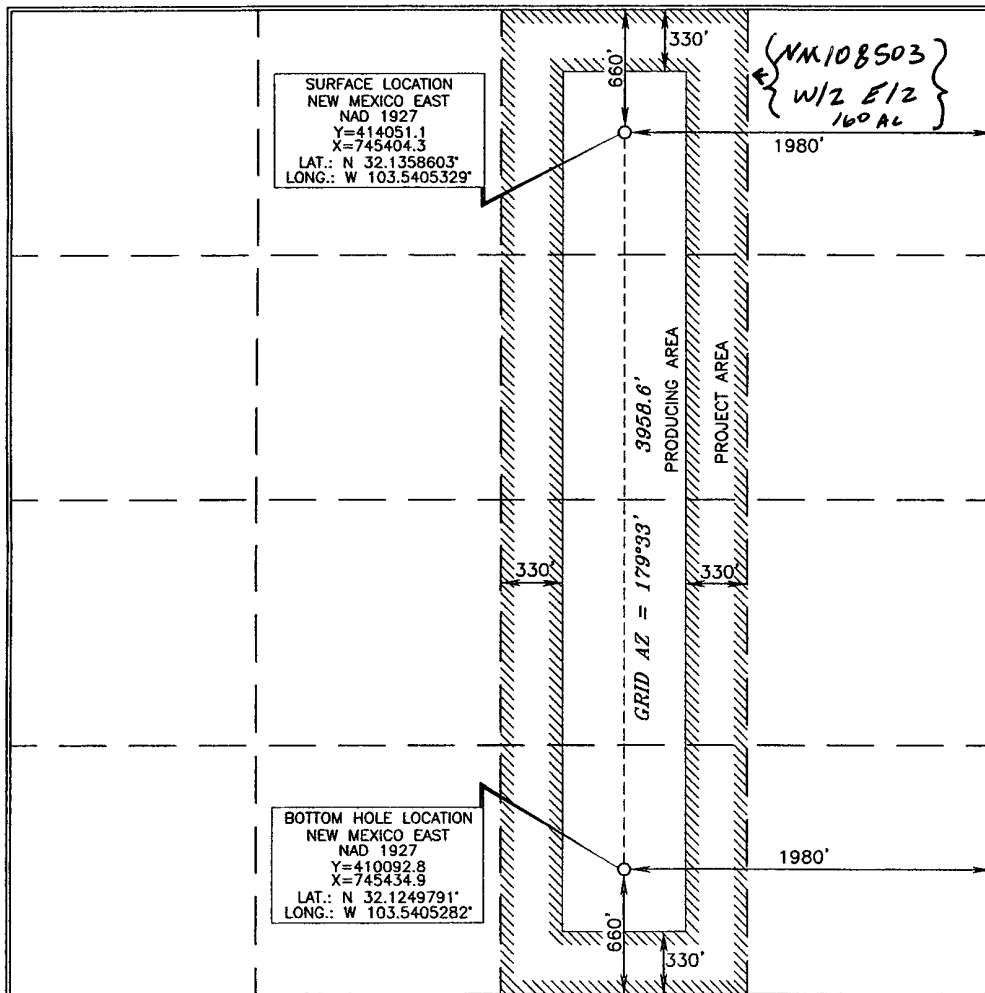 330'
660'
{NM108503}
{W/2 E/2}
160 AC
SURFACE LOCATION
NEW MEXICO EAST
NAD 1927
Y=414051.1
X=745404.3
LAT.: N 32.1358603°
LONG.: W 103.5405329°
1980'
3958.6'
PRODUCING AREA
PROJECT AREA
330'
330'
GRID AZ = 179°33'
BOTTOM HOLE LOCATION
NEW MEXICO EAST
NAD 1927
Y=410092.8
X=745434.9
LAT.: N 32.1249791°
LONG.: W 103.5405282°
1980'
660'
330'